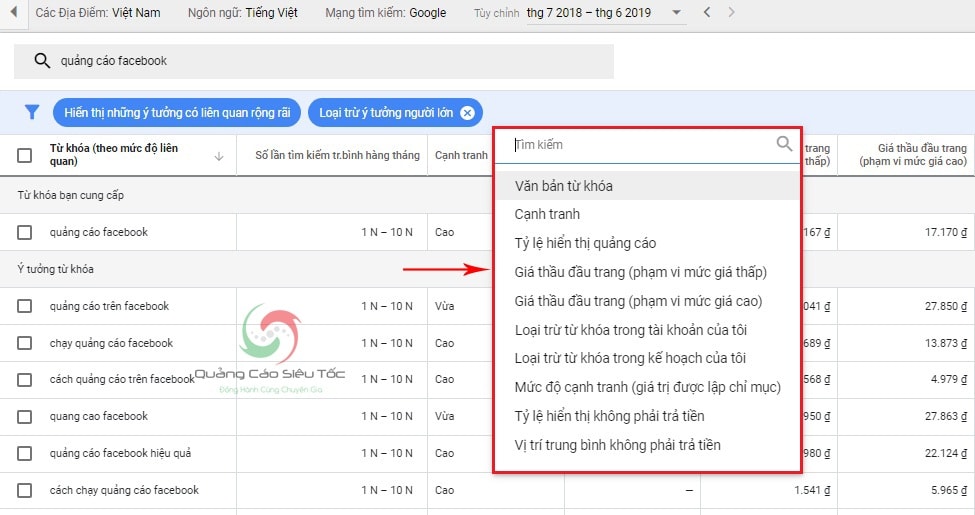 Các Địa Điểm: Việt Nam Ngôn ngữ: Tiếng Việt Mạng tìm kiếm: Google Tùy chỉnh thg 7 2018 – thg 6 2019
quảng cáo facebook
Hiển thị những ý tưởng có liên quan rộng rãi Loại trừ ý tưởng người lớn
Từ khóa (theo mức độ liên quan) Số lần tìm kiếm tr.bình hàng tháng Cạnh tranh trang thấp) Giá thầu đầu trang (phạm vi mức giá cao)
Từ khóa bạn cung cấp
quảng cáo facebook 1 N – 10 N Cao 167 ₫ 17.170 ₫
Ý tưởng từ khóa
quảng cáo trên facebook 1 N – 10 N Vừa 041 ₫ 27.850 ₫
chạy quảng cáo facebook 1 N – 10 N Cao 689 ₫ 13.873 ₫
cách quảng cáo trên facebook 1 N – 10 N Cao 568 ₫ 4.979 ₫
quang cao facebook 1 N – 10 N Vừa 950 ₫ 27.863 ₫
quảng cáo facebook hiệu quả 1 N – 10 N Cao 980 ₫ 22.124 ₫
cách chạy quảng cáo facebook 1 N – 10 N Cao – 1.541 ₫ 5.965 ₫
Tìm kiếm
Văn bản từ khóa
Cạnh tranh
Tỷ lệ hiển thị quảng cáo
Giá thầu đầu trang (phạm vi mức giá thấp)
Giá thầu đầu trang (phạm vi mức giá cao)
Loại trừ từ khóa trong tài khoản của tôi
Loại trừ từ khóa trong kế hoạch của tôi
Mức độ cạnh tranh (giá trị được lập chỉ mục)
Tỷ lệ hiển thị không phải trả tiền
Vị trí trung bình không phải trả tiền
Quảng Cáo Siêu Tốc
Đồng Hành Cùng Chuyên Gia